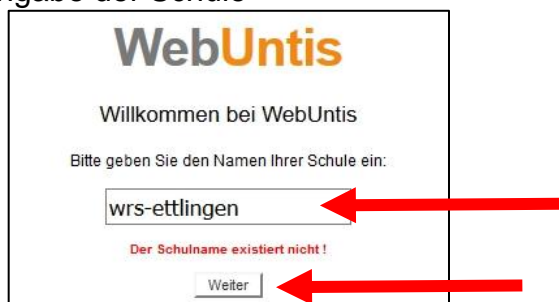 ngabe der Schule
WebUntis
Willkommen bei WebUntis
Bitte geben Sie den Namen Ihrer Schule ein:
wrs-ettlingen
Der Schulname existiert nicht !
Weiter